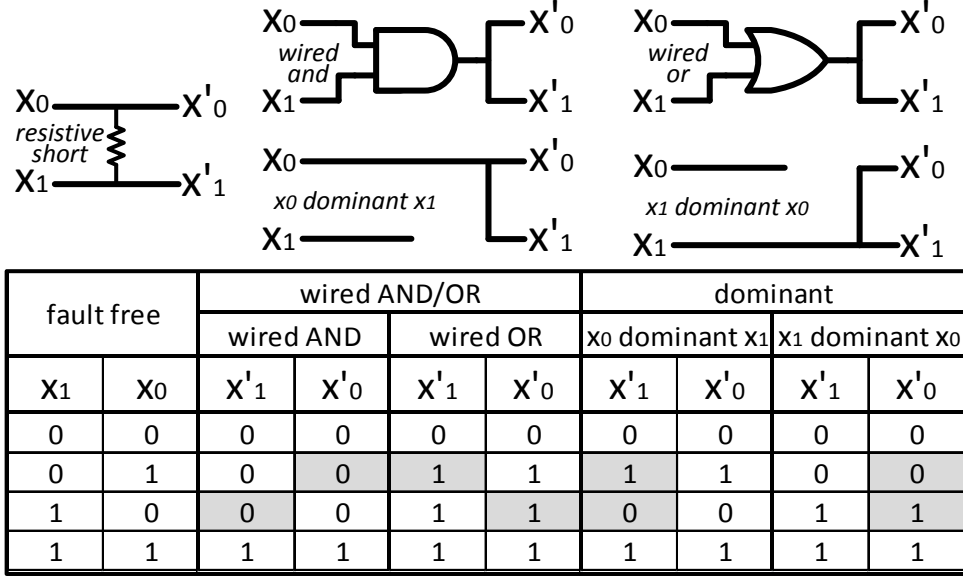 X0 X'0
resistive
short
X1 X'1
X0 X'0
wired
and
X1 X'1
X0 X'0
wired
or
X1 X'1
X0 X'0
x0 dominant x1
X1 X'1
X0 X'0
x1 dominant x0
X1 X'1
fault free wired AND/OR dominant
wired AND wired OR x0 dominant x1 x1 dominant x0
X1 X0 X'1 X'0 X'1 X'0 X'1 X'0 X'1 X'0
0 0 0 0 0 0 0 0 0 0
0 1 0 0 1 1 1 1 0 0
1 0 0 0 1 1 0 0 1 1
1 1 1 1 1 1 1 1 1 1